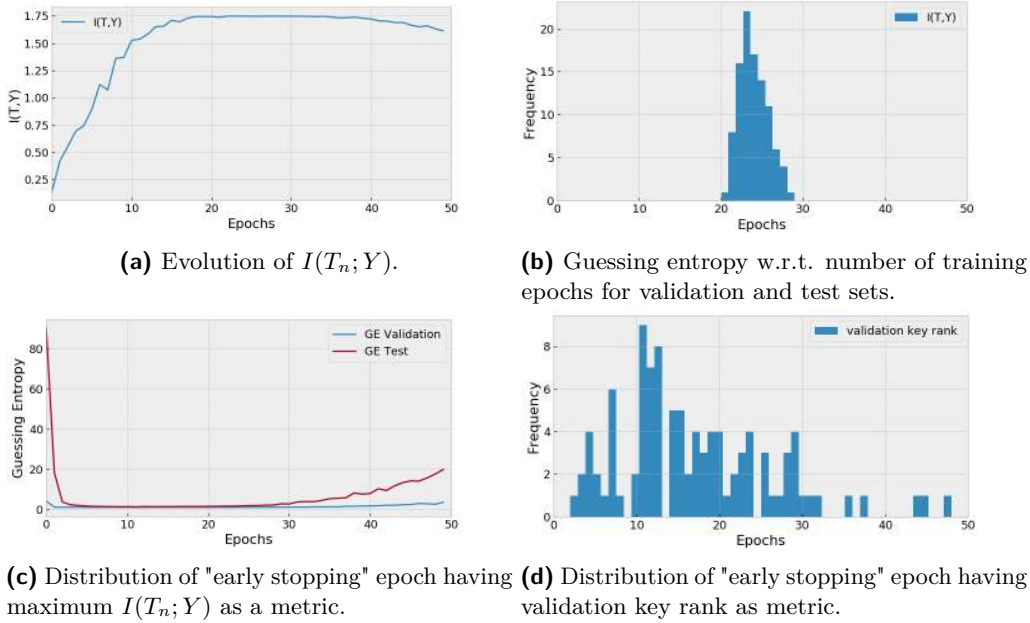 1.75
1.50
1.25
1.00
0.75
0.50
0.25
I(T,Y)
I(T,Y)
0 10 20 30 40 50
Epochs
20
15
10
5
0
Frequency
I(T,Y)
0 10 20 30 40 50
Epochs
(a) Evolution of I(Tₙ; Y).
(b) Guessing entropy w.r.t. number of training
epochs for validation and test sets.
80
60
40
20
0
Guessing Entropy
GE Validation
GE Test
0 10 20 30 40 50
Epochs
8
6
4
2
0
Frequency
validation key rank
0 10 20 30 40 50
Epochs
(c) Distribution of "early stopping" epoch having
maximum I(Tₙ; Y) as a metric.
(d) Distribution of "early stopping" epoch having
validation key rank as metric.